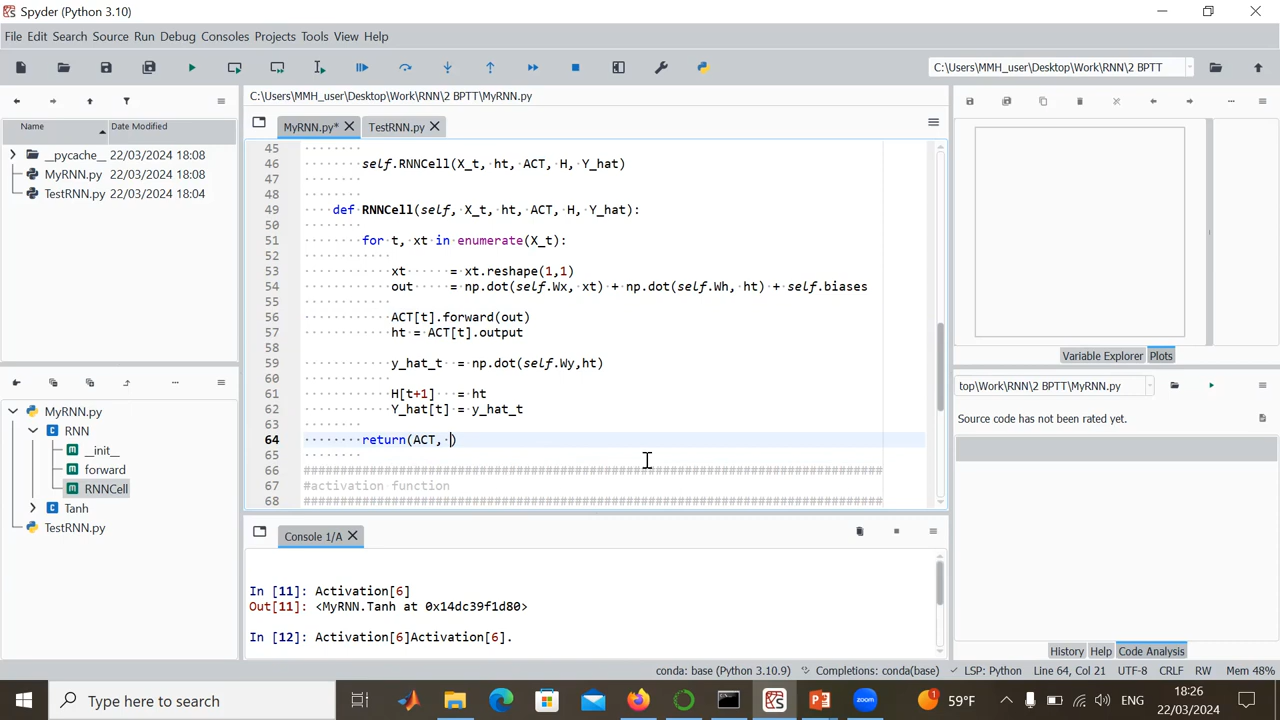 Spyder (Python 3.10)
File Edit Search Source Run Debug Consoles Projects Tools View Help
C:\Users\MMH_user\Desktop\Work\RNN\2 BPTT
C:\Users\MMH_user\Desktop\Work\RNN\2 BPTT\MyRNN.py
Name Date Modified
__pycache__ 22/03/2024 18:08
MyRNN.py 22/03/2024 18:08
TestRNN.py 22/03/2024 18:04
MyRNN.py* TestRNN.py
45
46 self.RNNCell(X_t, ht, ACT, H, Y_hat)
47
48
49 def RNNCell(self, X_t, ht, ACT, H, Y_hat):
50
51 for t, xt in enumerate(X_t):
52
53 xt = xt.reshape(1,1)
54 out = np.dot(self.Wx, xt) + np.dot(self.Wh, ht) + self.biases
55
56 ACT[t].forward(out)
57 ht = ACT[t].output
58
59 y_hat_t = np.dot(self.Wy,ht)
60
61 H[t+1] = ht
62 Y_hat[t] = y_hat_t
63
64 return(ACT, )
65
66 ################################################################################
67 #activation function
68 ################################################################################
MyRNN.py
RNN
__init__
forward
RNNCell
Tanh
TestRNN.py
Console 1/A
In [11]: Activation[6]
Out[11]: <MyRNN.Tanh at 0x14dc39f1d80>
In [12]: Activation[6]Activation[6].
Variable Explorer Plots
top\Work\RNN\2 BPTT\MyRNN.py
Source code has not been rated yet.
History Help Code Analysis
conda: base (Python 3.10.9) Completions: conda(base) LSP: Python Line 64, Col 21 UTF-8 CRLF RW Mem 48%
Type here to search
zoom
1
59°F
ENG
18:26
22/03/2024